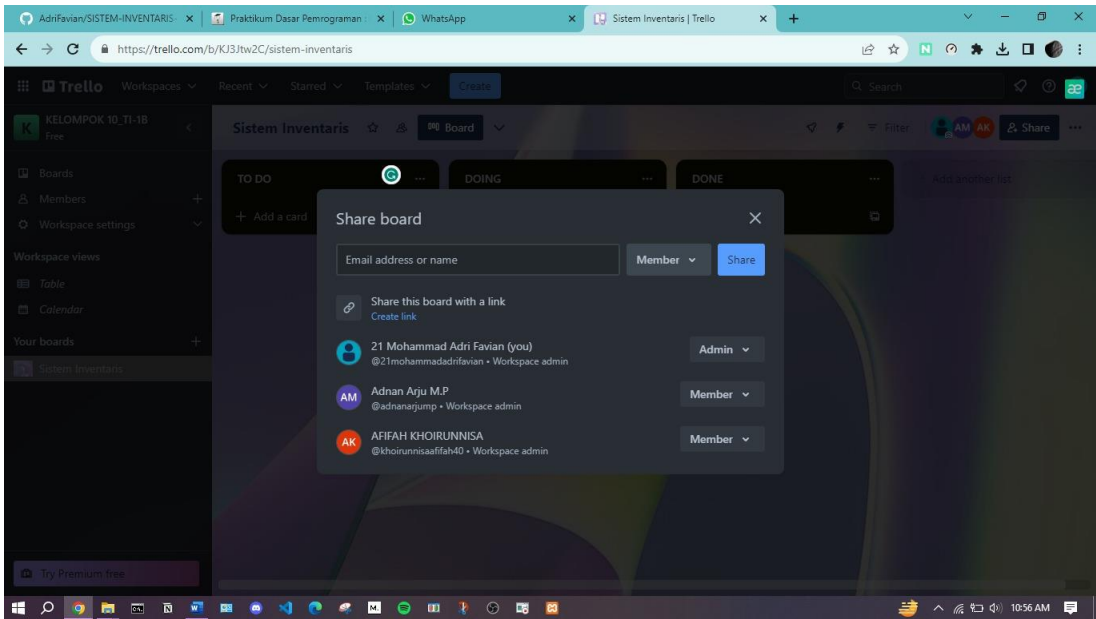 AdriFavian/SISTEM-INVENTARIS-
Praktikum Dasar Pemrograman :
WhatsApp
Sistem Inventaris | Trello
https://trello.com/b/KJ3Jtw2C/sistem-inventaris
Trello
Workspaces
Recent
Starred
Templates
Create
Search
K
KELOMPOK 10_TI-1B
Free
Sistem Inventaris
Board
Filter
AM
AK
Share
Boards
Members
Workspace settings
Workspace views
Table
Calendar
Your boards
Sistem Inventaris
Try Premium free
TO DO
DOING
DONE
Add another list
+ Add a card
Share board
Email address or name
Member
Share
Share this board with a link
Create link
21 Mohammad Adri Favian (you)
@21mohammadadrifavian • Workspace admin
Admin
AM
Adnan Arju M.P
@adnanarjump • Workspace admin
Member
AK
AFIFAH KHOIRUNNISA
@khoirunnisaafifah40 • Workspace admin
Member
10:56 AM